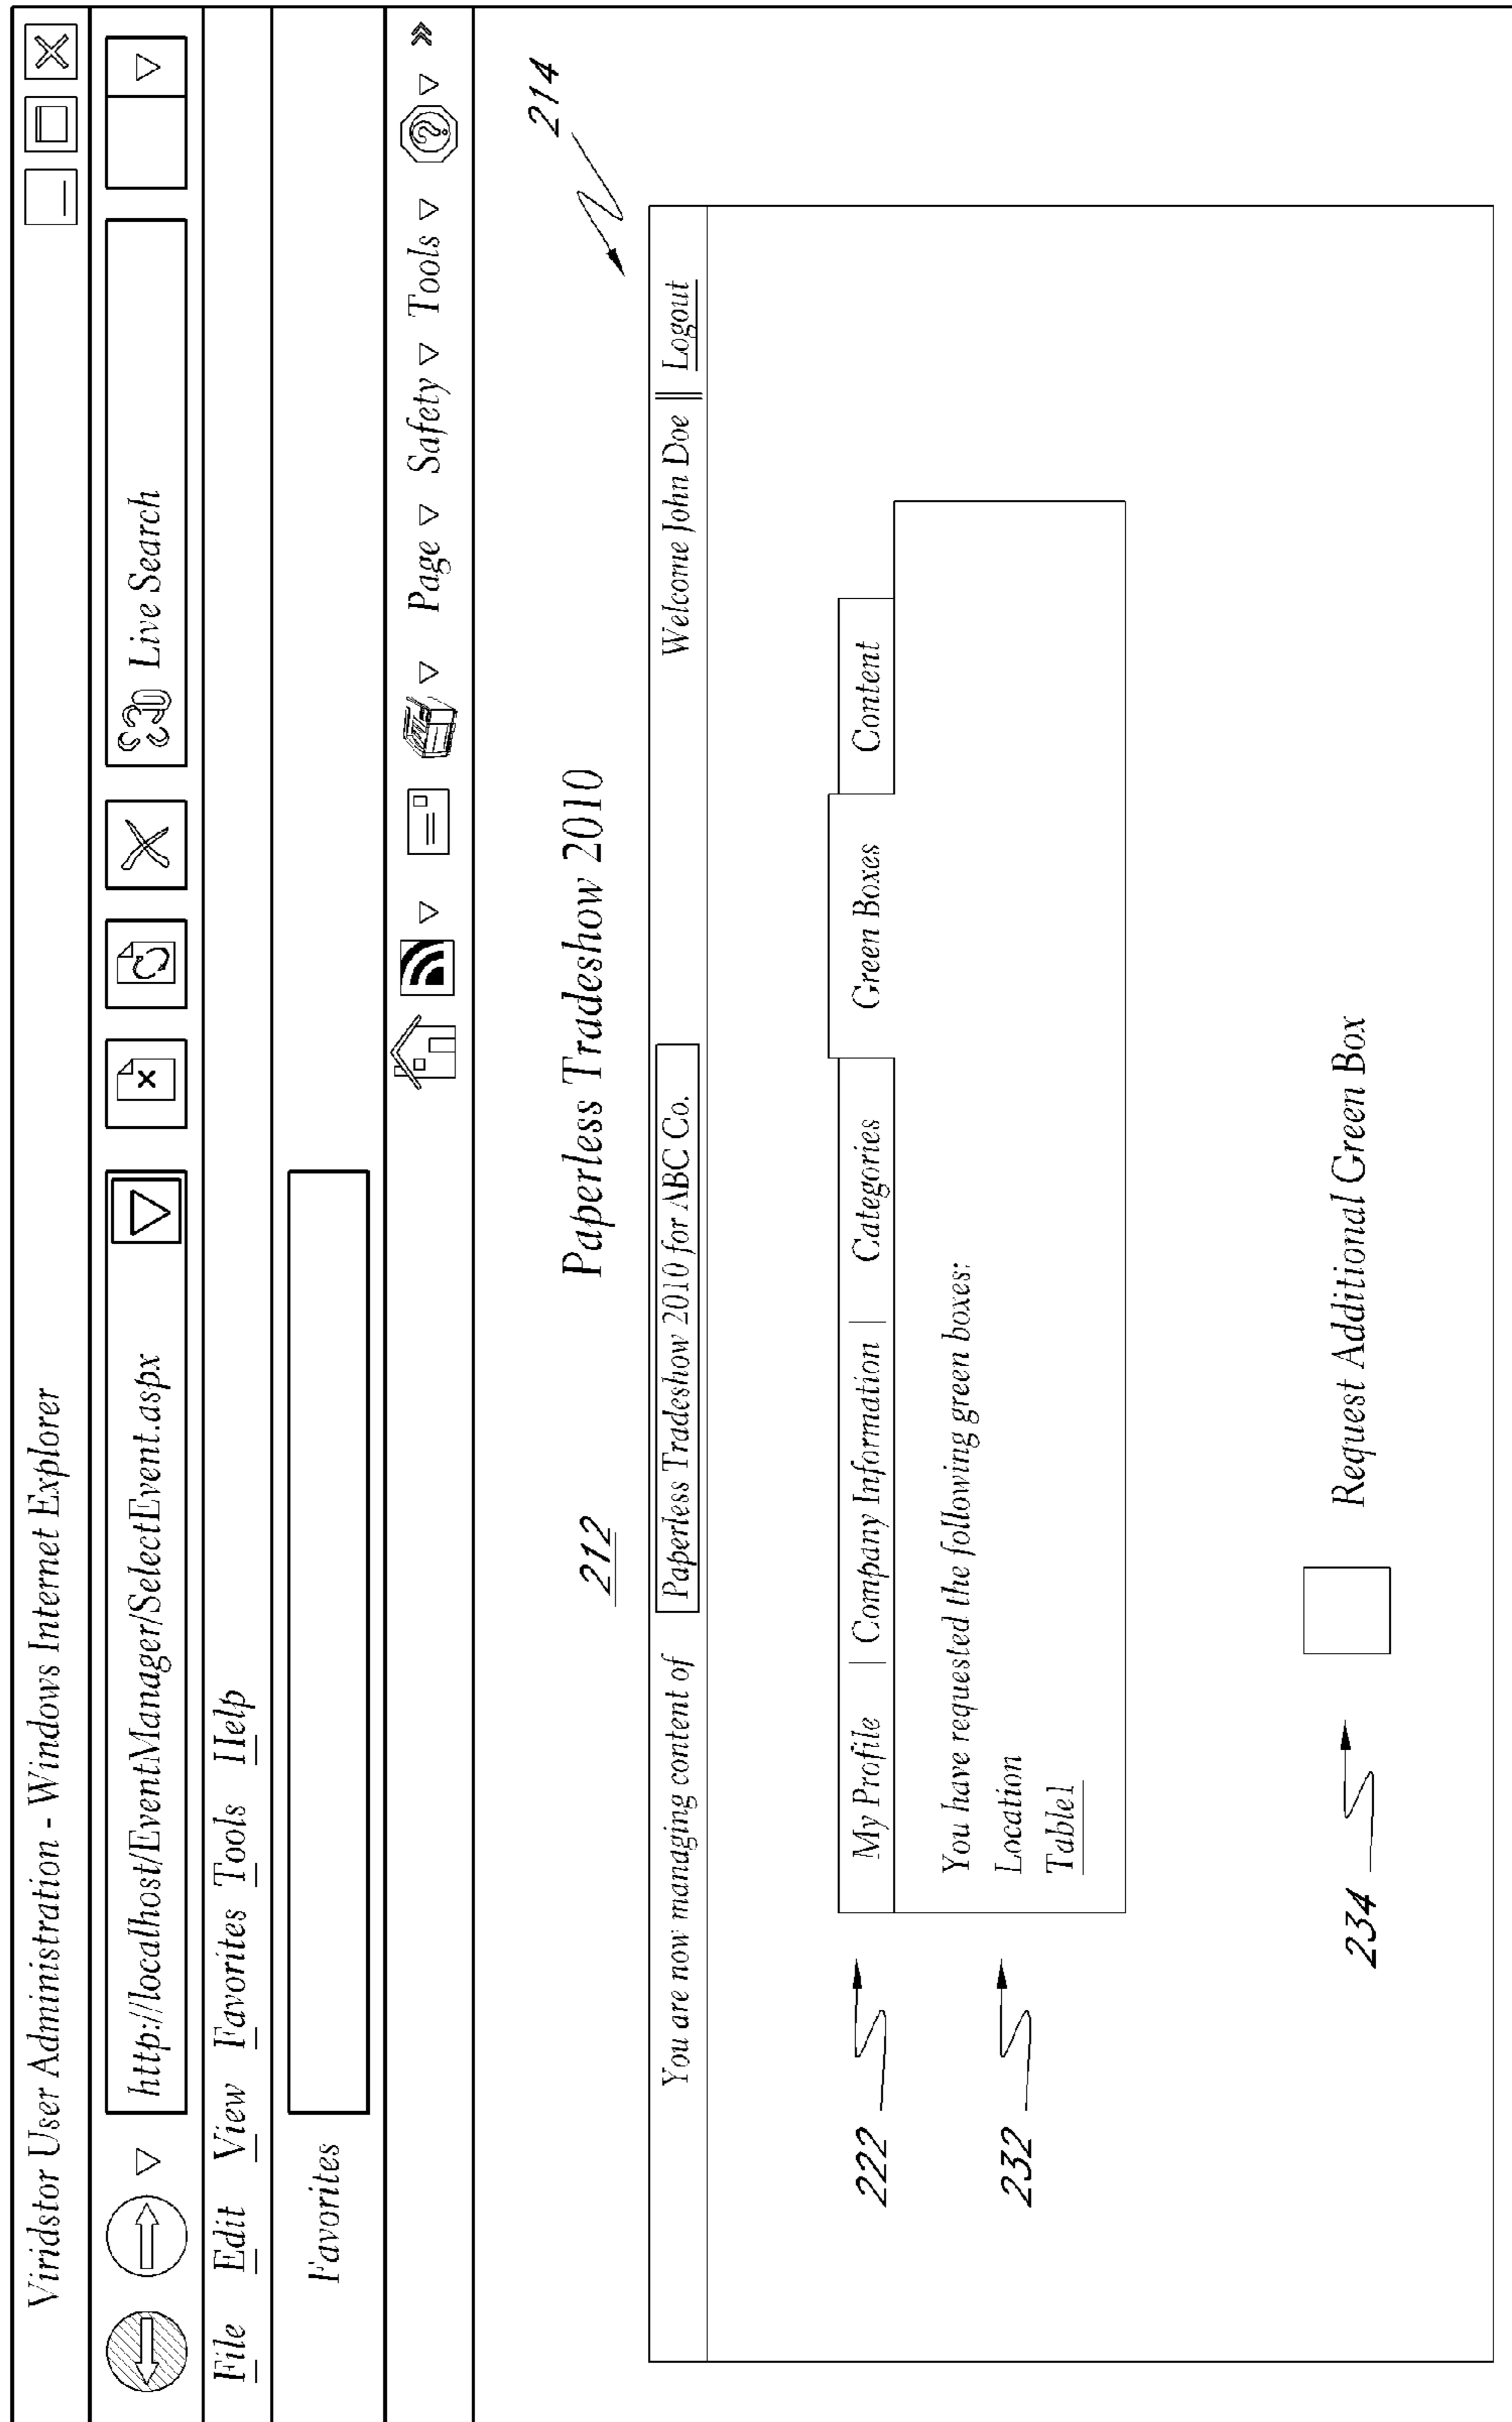 Viridstor User Administration - Windows Internet Explorer
http://localhost/EventManager/SelectEvent.aspx
Live Search
File Edit View Favorites Tools Help
Favorites
Page Safety Tools
212
Paperless Tradeshow 2010
214
You are now managing content of Paperless Tradeshow 2010 for ABC Co. Welcome John Doe || Logout
222
My Profile | Company Information | Categories Green Boxes Content
232
You have requested the following green boxes:
Location
Table1
234
Request Additional Green Box